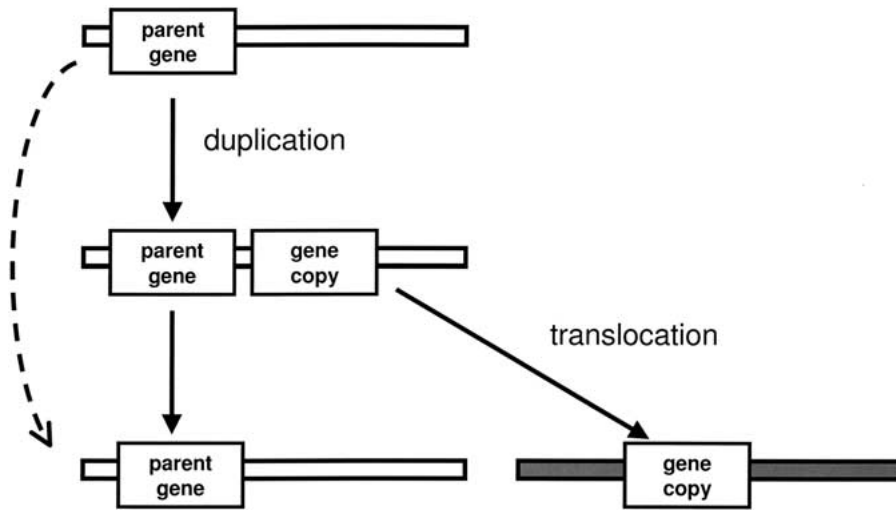 parent
gene
duplication
parent
gene
gene
copy
translocation
parent
gene
gene
copy